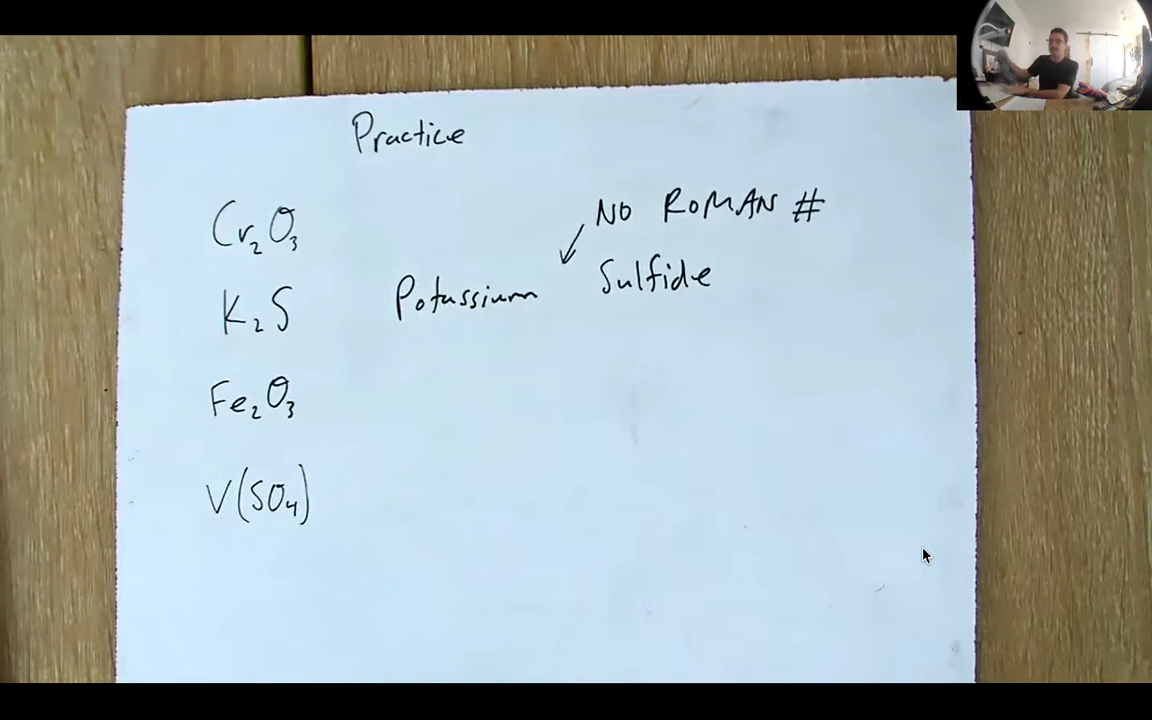 Practice
Cr₂O₃
NO ROMAN #
K₂S Potassium Sulfide
Fe₂O₃
V(SO₄)